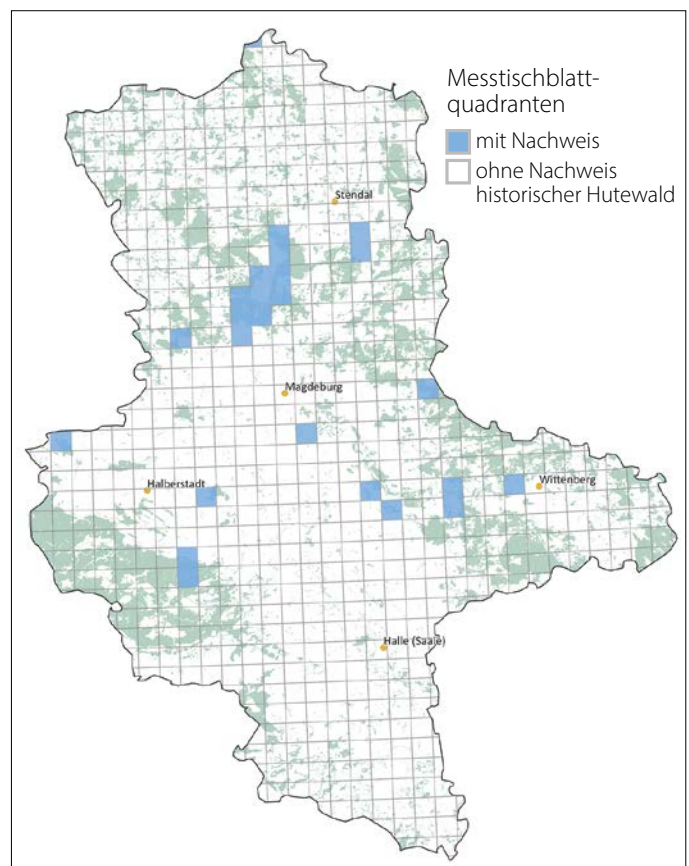 Messtischblatt-
quadranten
mit Nachweis
ohne Nachweis
historischer Hutewald
Stendal
Magdeburg
Halberstadt
Wittenberg
Halle (Saale)